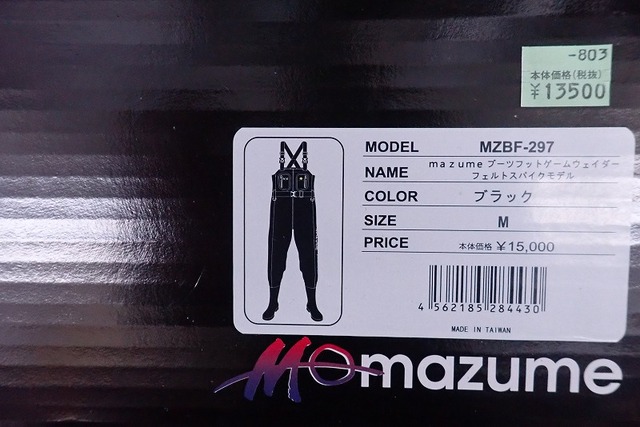 -803
本体価格(税抜)
¥13500
MODEL MZBF-297
NAME mazume ブーツフットゲームウェイダー
フェルトスパイクモデル
COLOR ブラック
SIZE M
PRICE 本体価格 ¥15,000
4 562185 284430
MADE IN TAIWAN
mazume